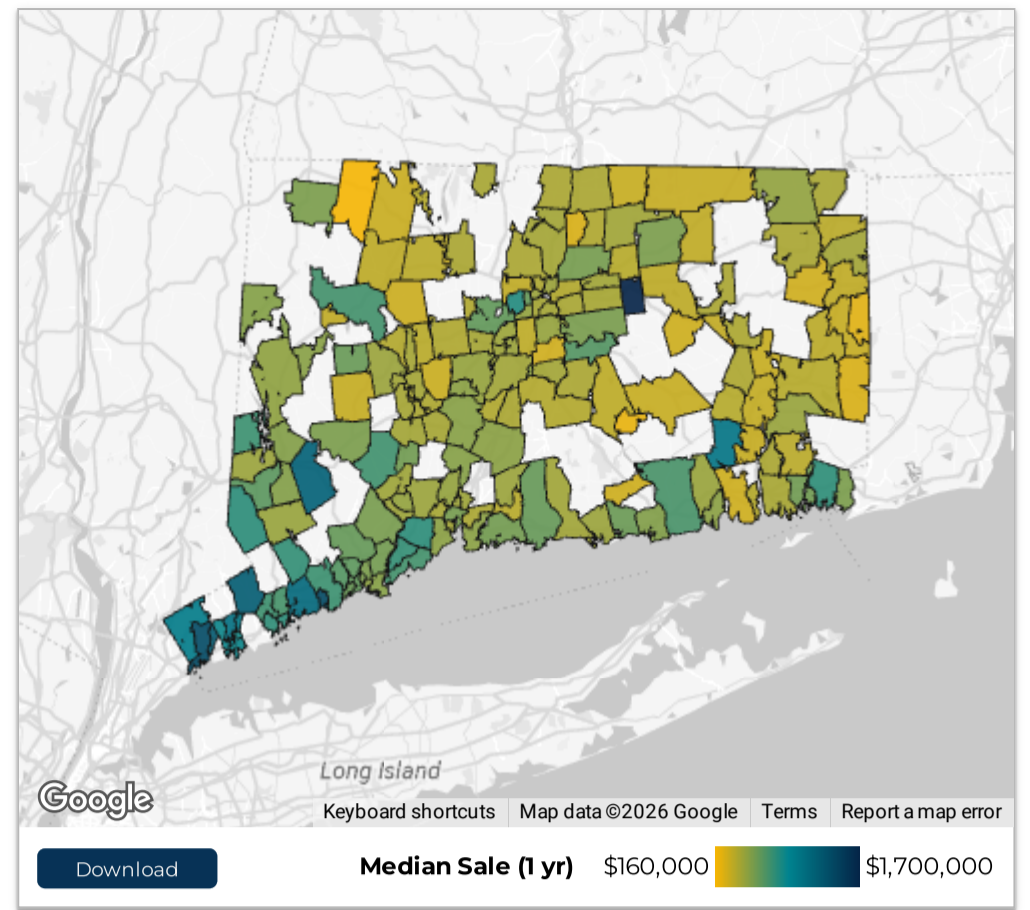 Long Island
Google
Keyboard shortcuts
Map data ©2026 Google
Terms
Report a map error
Download
Median Sale (1 yr)
$160,000
$1,700,000